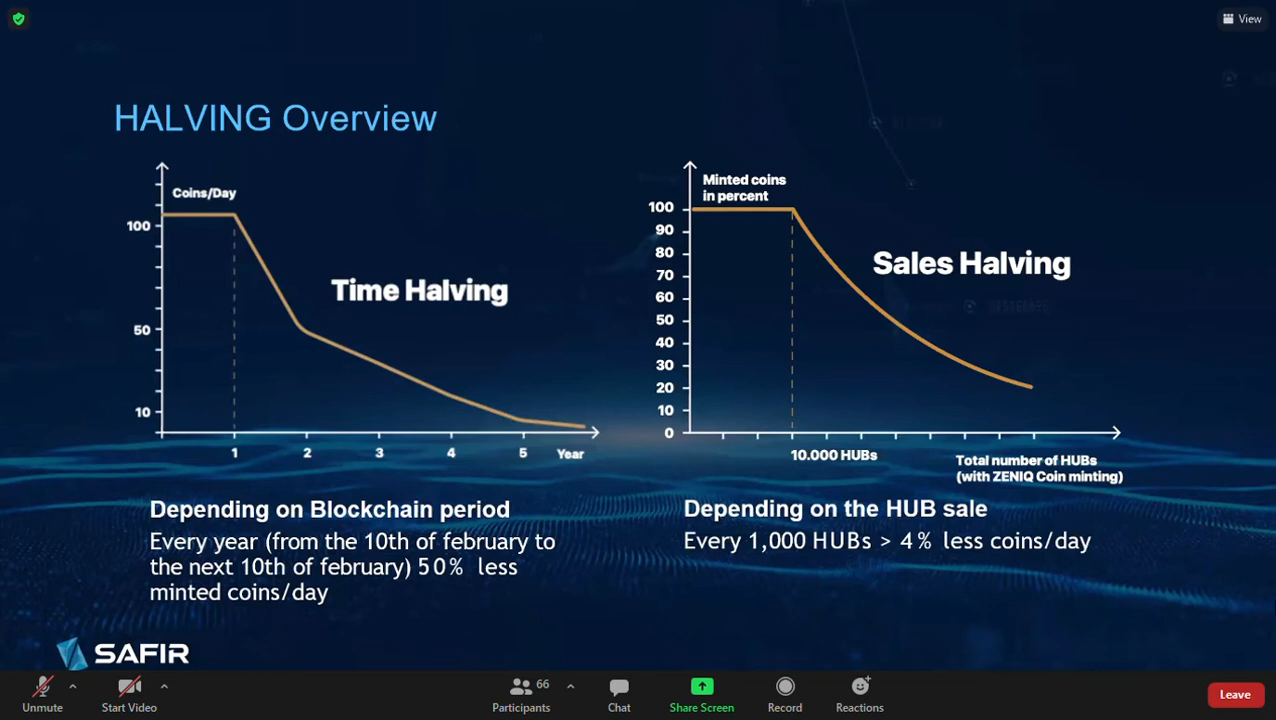 View
HALVING Overview
Coins/Day
100
50
10
1 2 3 4 5 Year
Time Halving
Minted coins
in percent
100
90
80
70
60
50
40
30
20
10
0
Sales Halving
10.000 HUBs
Total number of HUBs
(with ZENIQ Coin minting)
Depending on Blockchain period
Every year (from the 10th of february to
the next 10th of february) 50% less
minted coins/day
Depending on the HUB sale
Every 1,000 HUBs > 4% less coins/day
SAFIR
Unmute
Start Video
66
Participants
Chat
Share Screen
Record
Reactions
Leave